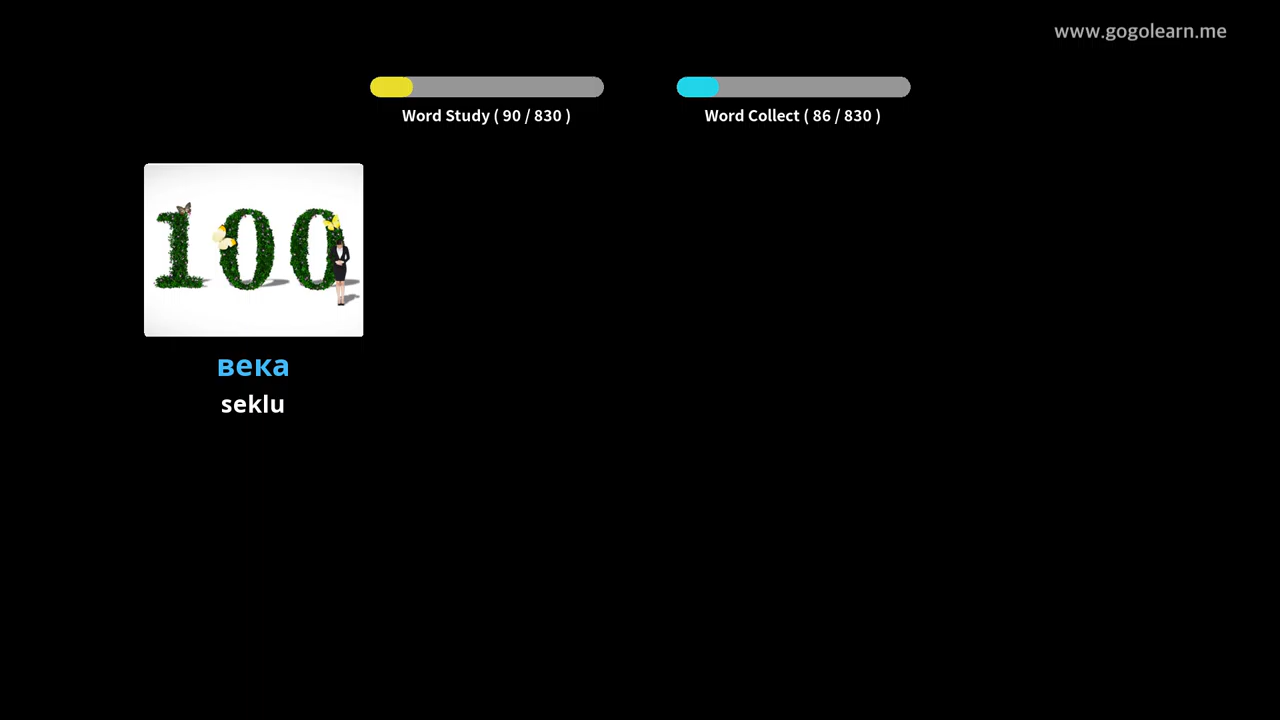 www.gogolearn.me
Word Study ( 90 / 830 )
Word Collect ( 86 / 830 )
100
века
seklu